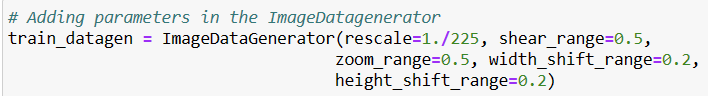 # Adding parameters in the ImageDatagenerator
train_datagen = ImageDataGenerator(rescale=1./225, shear_range=0.5,
zoom_range=0.5, width_shift_range=0.2,
height_shift_range=0.2)